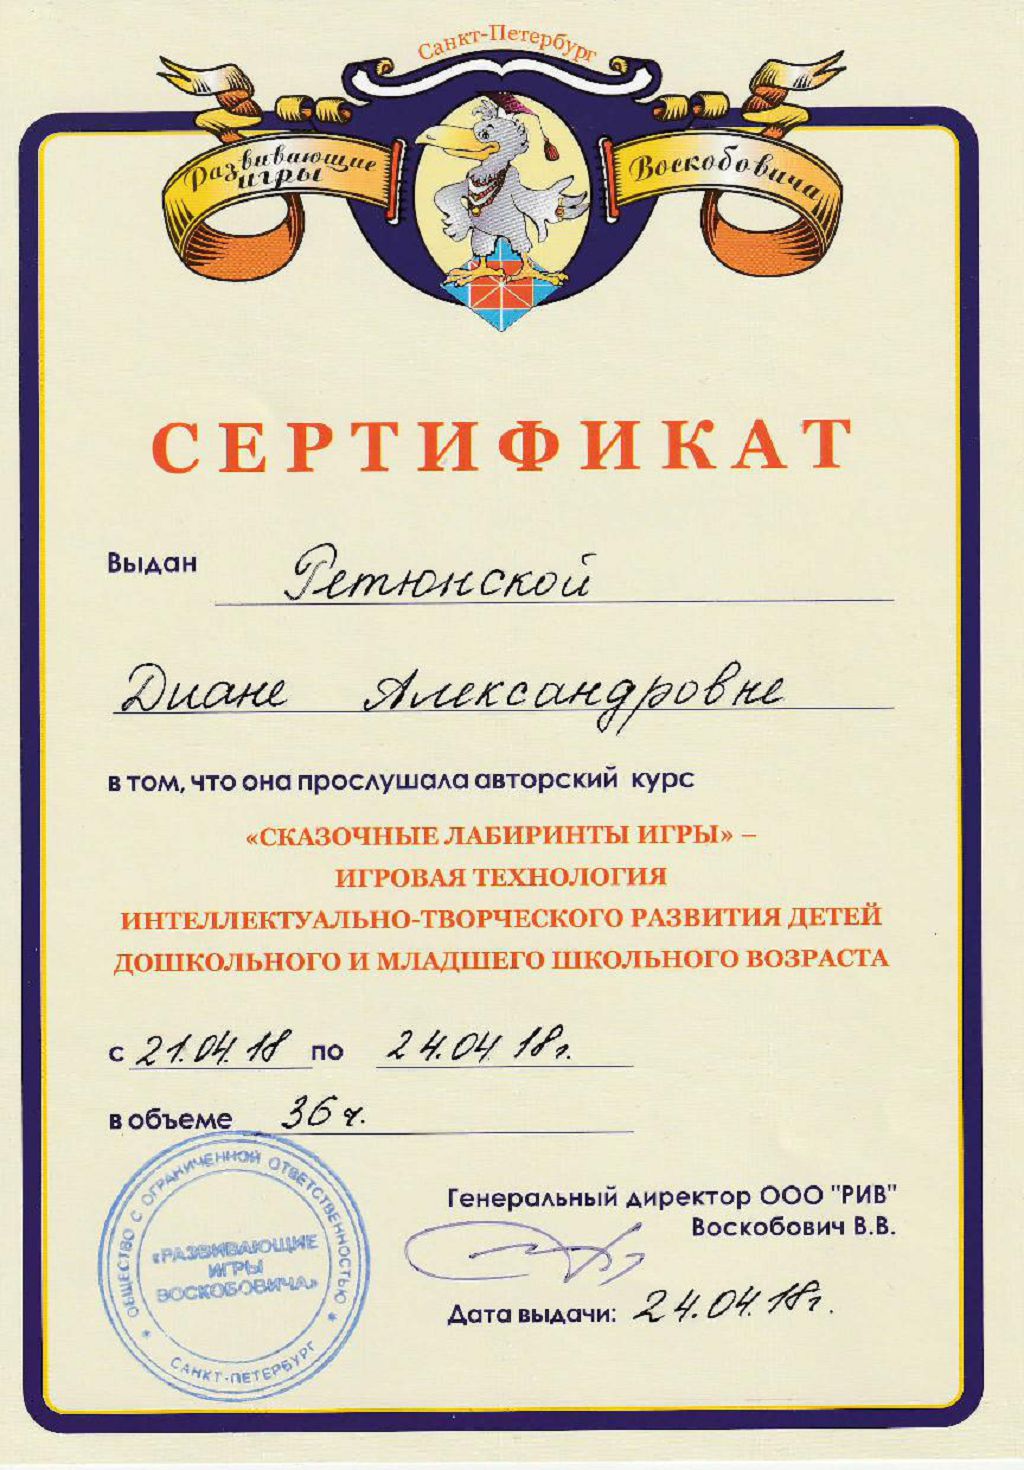 Санкт-Петербург
Развивающие игры
Воскобовича
СЕРТИФИКАТ
Выдан Ретюнской
Диане Александровне
в том, что она прослушала авторский курс
«СКАЗОЧНЫЕ ЛАБИРИНТЫ ИГРЫ» –
ИГРОВАЯ ТЕХНОЛОГИЯ
ИНТЕЛЛЕКТУАЛЬНО-ТВОРЧЕСКОГО РАЗВИТИЯ ДЕТЕЙ
ДОШКОЛЬНОГО И МЛАДШЕГО ШКОЛЬНОГО ВОЗРАСТА
с 21.04.18 по 24.04 18г.
в объеме 36 ч.
Генеральный директор ООО "РИВ"
Воскобович В.В.
Дата выдачи: 24.04.18г.
ОБЩЕСТВО С ОГРАНИЧЕННОЙ ОТВЕТСТВЕННОСТЬЮ
«РАЗВИВАЮЩИЕ
ИГРЫ
ВОСКОБОВИЧА»
САНКТ-ПЕТЕРБУРГ